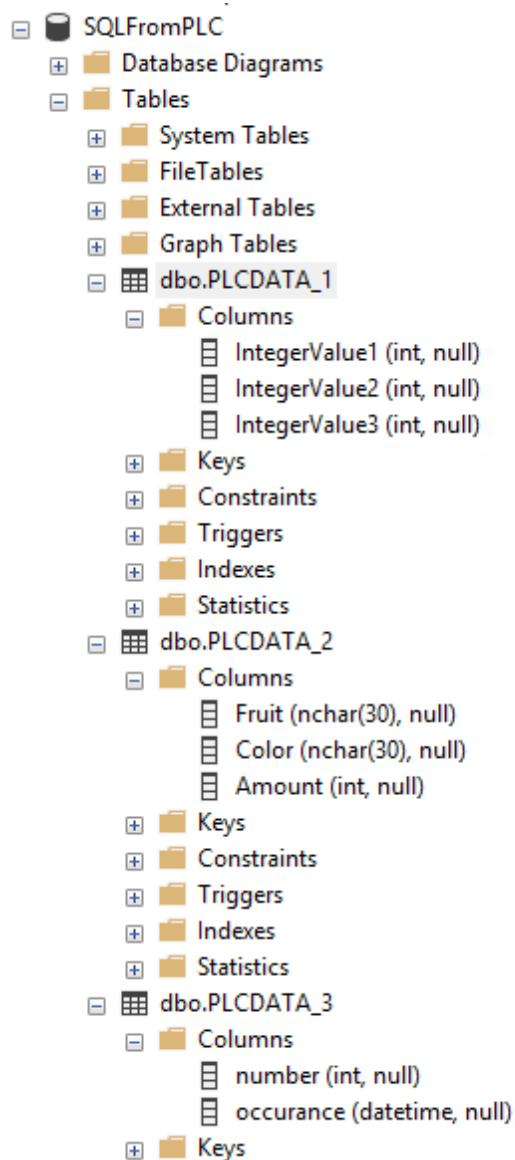 SQLFromPLC
Database Diagrams
Tables
System Tables
FileTables
External Tables
Graph Tables
dbo.PLCDATA_1
Columns
IntegerValue1 (int, null)
IntegerValue2 (int, null)
IntegerValue3 (int, null)
Keys
Constraints
Triggers
Indexes
Statistics
dbo.PLCDATA_2
Columns
Fruit (nchar(30), null)
Color (nchar(30), null)
Amount (int, null)
Keys
Constraints
Triggers
Indexes
Statistics
dbo.PLCDATA_3
Columns
number (int, null)
occurance (datetime, null)
Keys